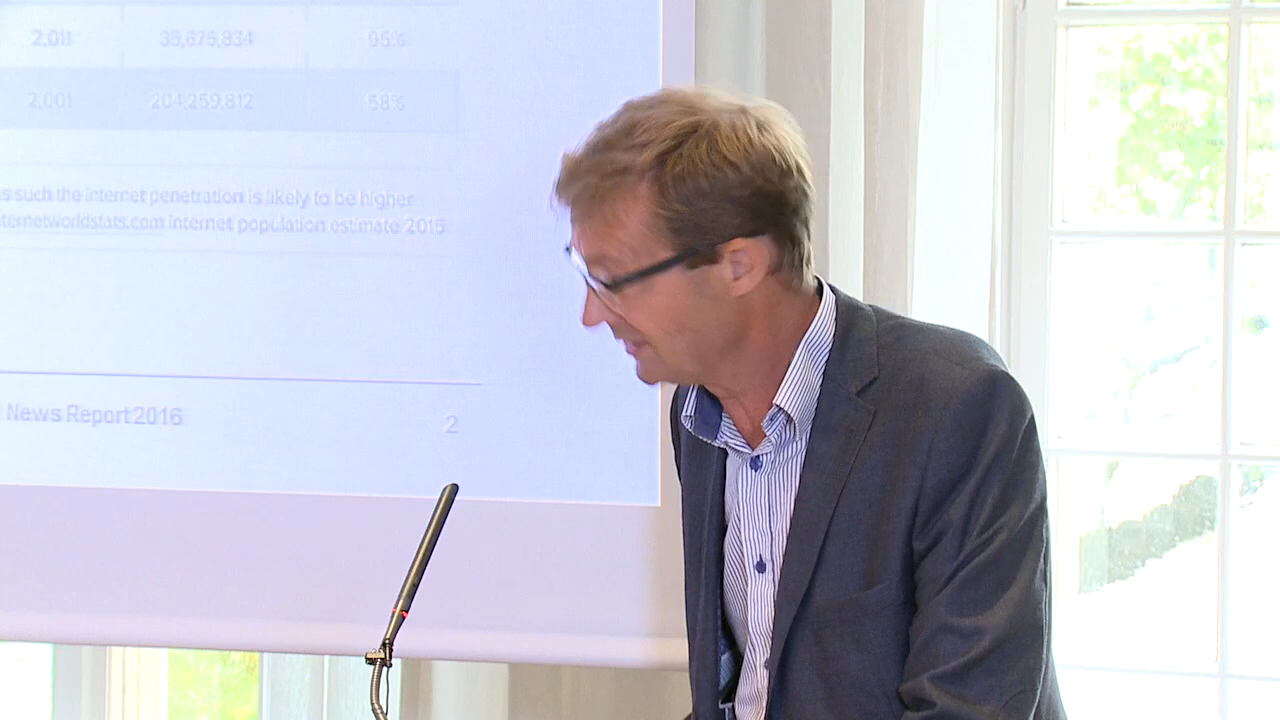 2,011 35,675,834 95%
2,001 204,259,812 58%
such the internet penetration is likely to be higher
internetworldstats.com internet population estimate 2015
News Report 2016 2